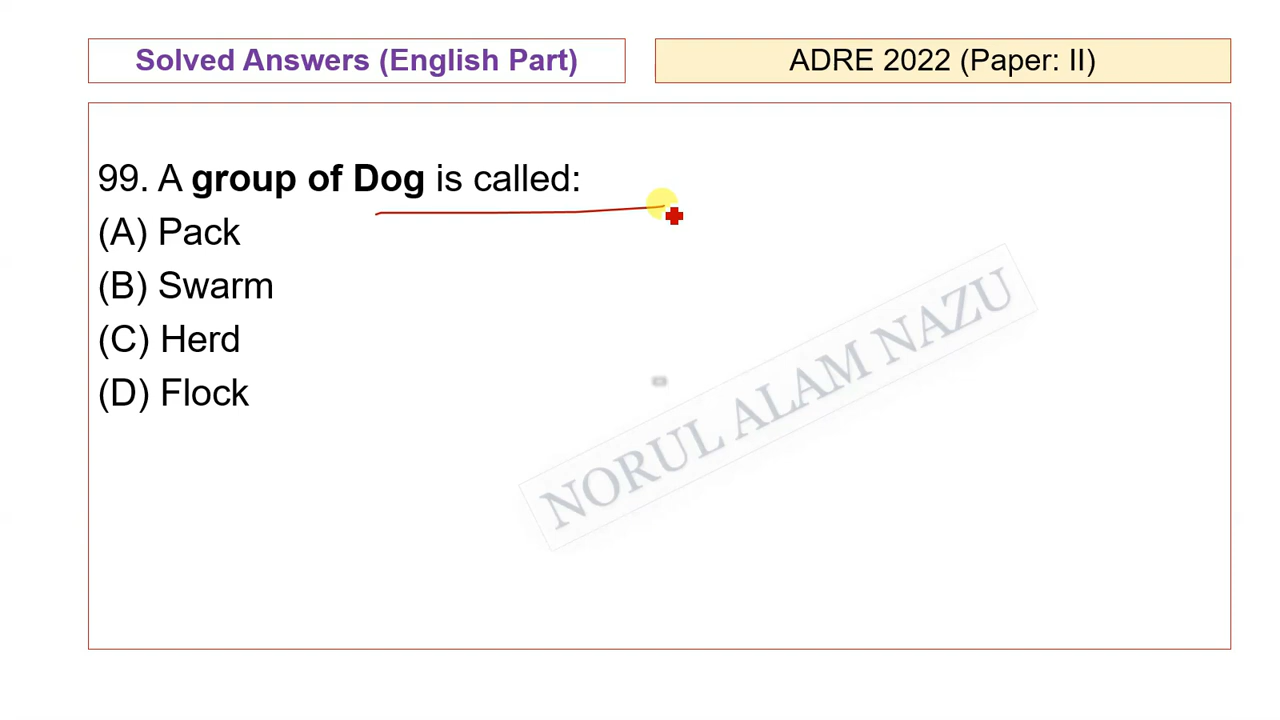 Solved Answers (English Part)
ADRE 2022 (Paper: II)
99. A group of Dog is called:
(A) Pack
(B) Swarm
(C) Herd
(D) Flock
NORUL ALAM NAZU